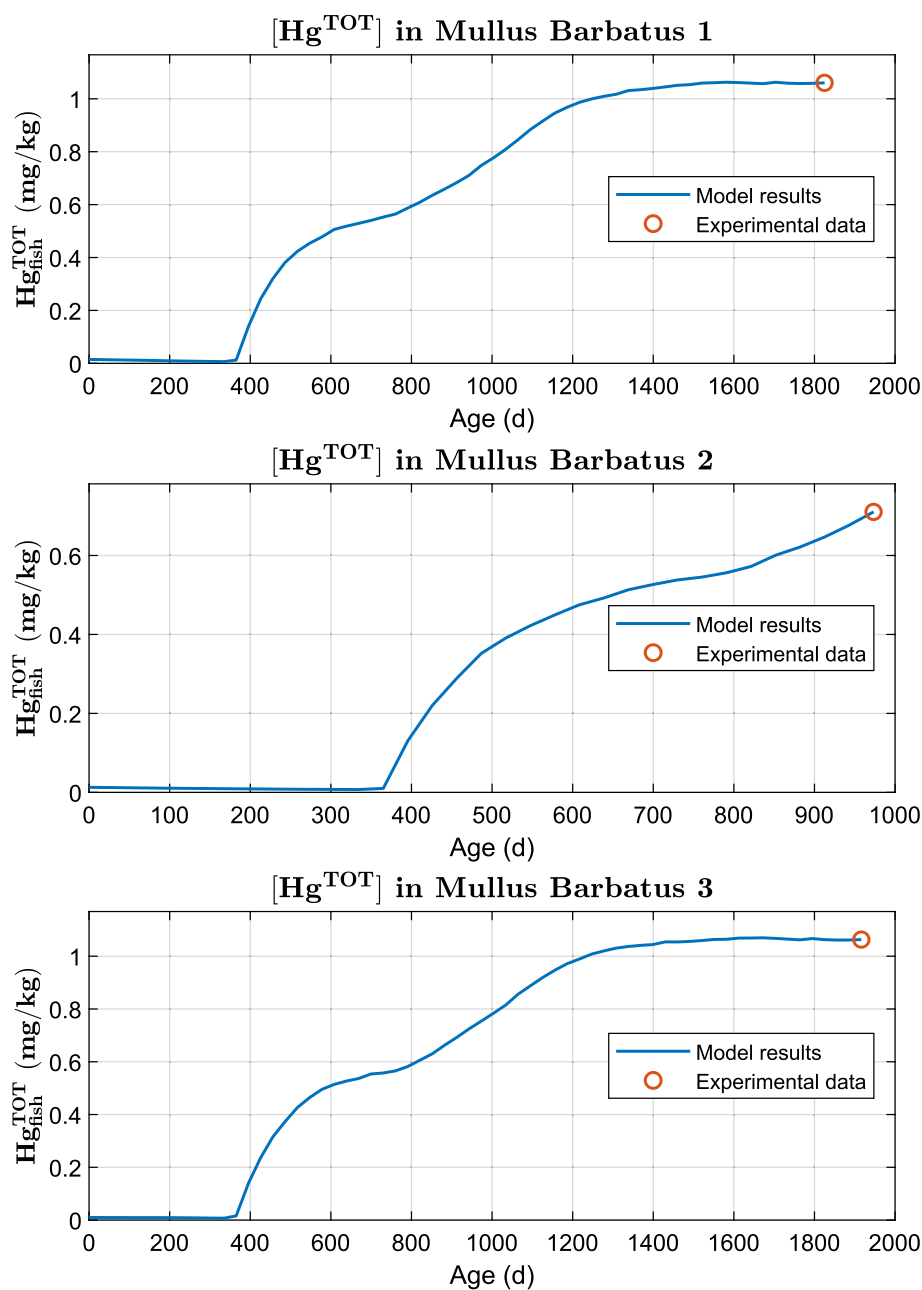 [Hg^TOT] in Mullus Barbatus 1
Hg^TOT_fish (mg/kg)
1
0.8
0.6
0.4
0.2
0
Model results
Experimental data
0 200 400 600 800 1000 1200 1400 1600 1800 2000
Age (d)
[Hg^TOT] in Mullus Barbatus 2
Hg^TOT_fish (mg/kg)
0.6
0.4
0.2
0
Model results
Experimental data
0 100 200 300 400 500 600 700 800 900 1000
Age (d)
[Hg^TOT] in Mullus Barbatus 3
Hg^TOT_fish (mg/kg)
1
0.8
0.6
0.4
0.2
0
Model results
Experimental data
0 200 400 600 800 1000 1200 1400 1600 1800 2000
Age (d)